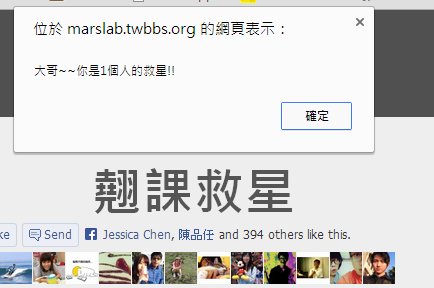 位於 marslab.twbbs.org 的網頁表示：
大哥~~你是1個人的救星!!
確定
翹課救星
ke Send Jessica Chen, 陳品任 and 394 others like this.